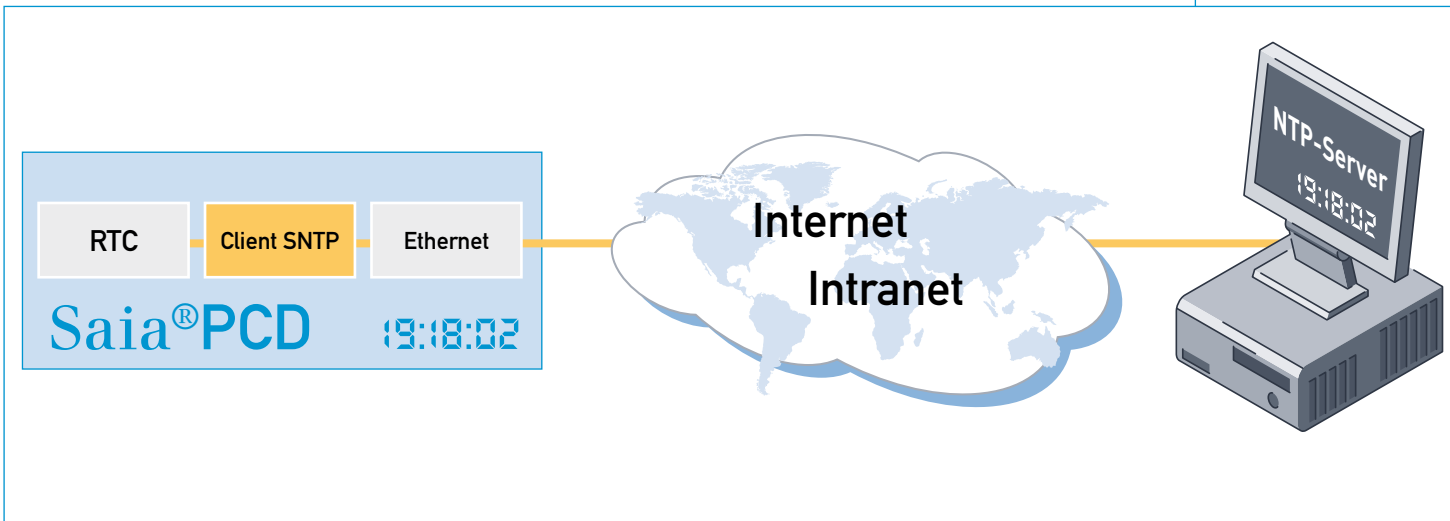 RTC
Client SNTP
Ethernet
Saia®PCD
19:18:02
Internet
Intranet
NTP-Server
19:18:02